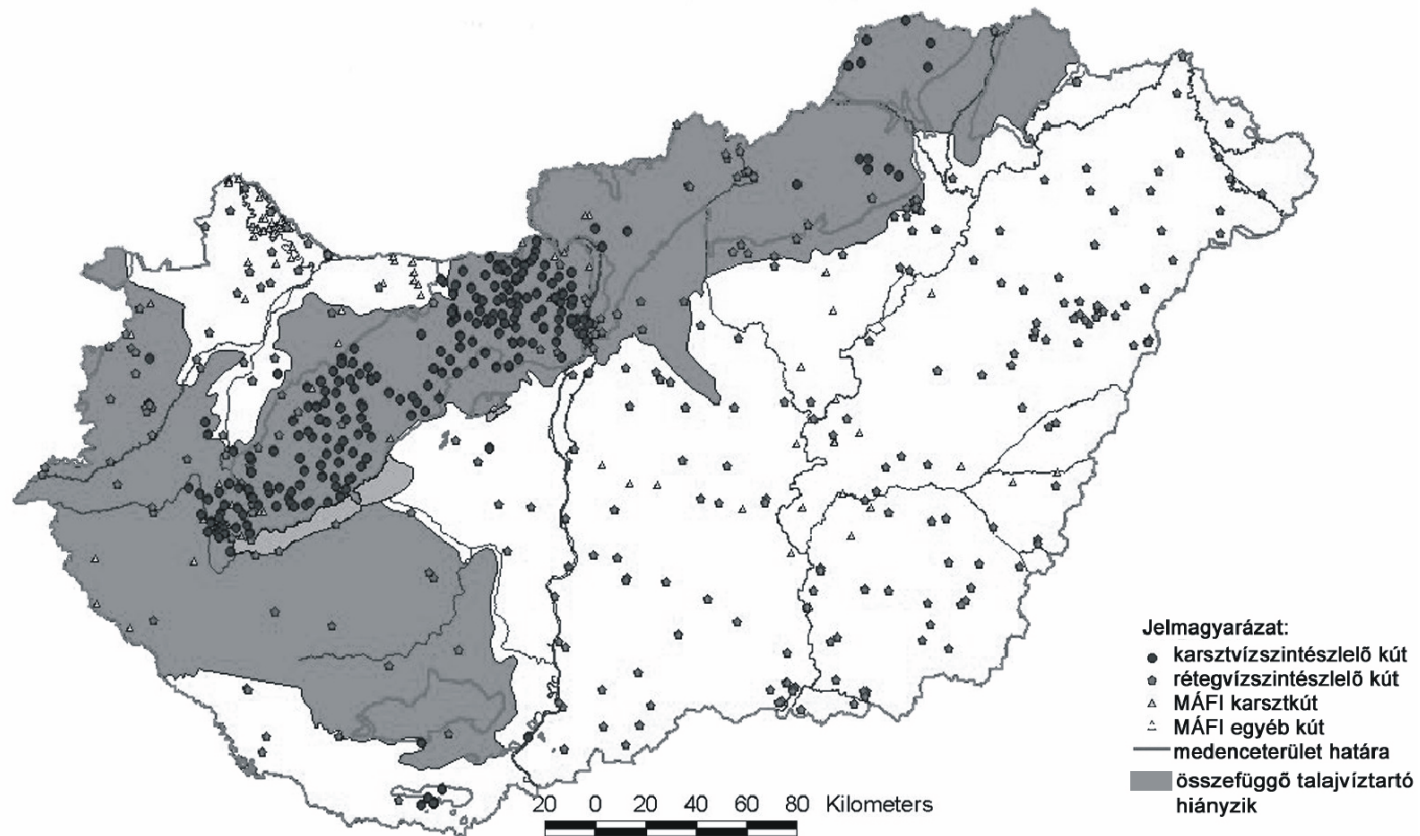 Jelmagyarázat:
karsztvízszintészlelő kút
rétegvízszintészlelő kút
MÁFI karsztkút
MÁFI egyéb kút
medenceterület határa
összefüggő talajvíztartó
hiányzik
20 0 20 40 60 80 Kilometers